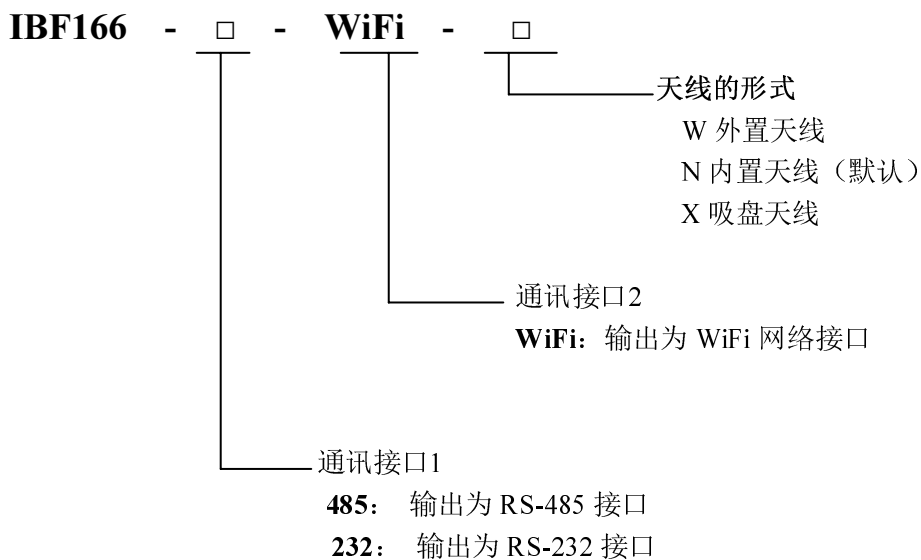 IBF166 - □ - WiFi - □
天线的形式
W 外置天线
N 内置天线（默认）
X 吸盘天线
通讯接口2
WiFi：输出为 WiFi 网络接口
通讯接口1
485： 输出为 RS-485 接口
232： 输出为 RS-232 接口